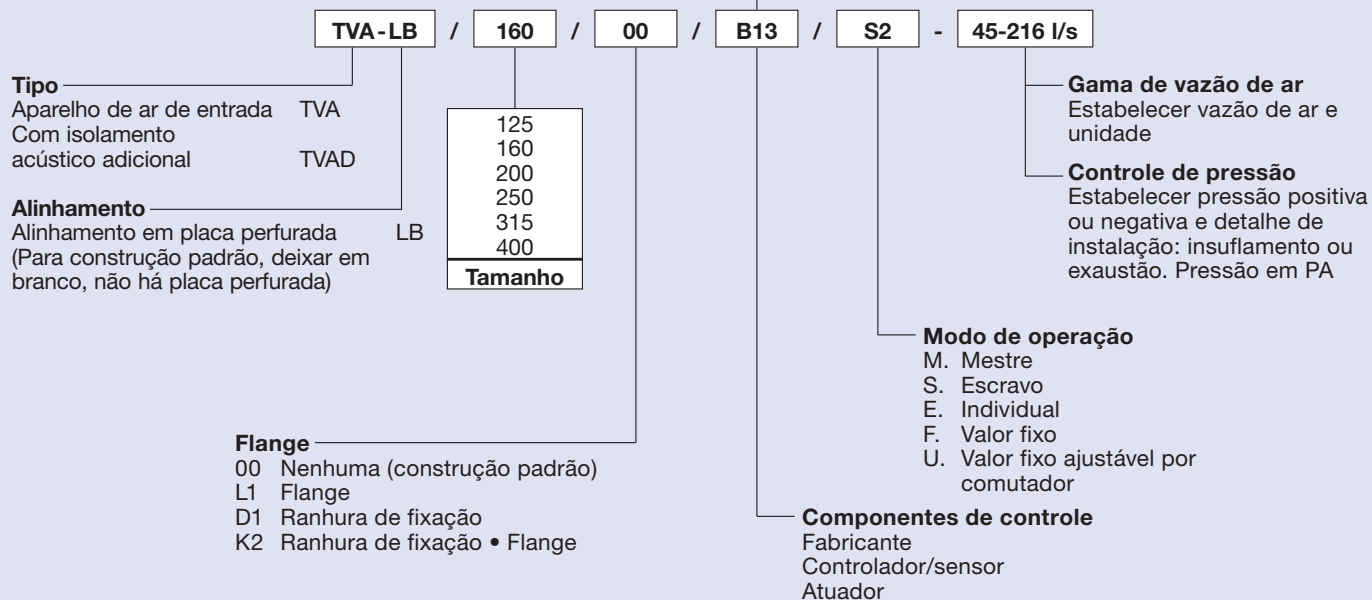 TVA-LB / 160 / 00 / B13 / S2 - 45-216 l/s
Tipo
Aparelho de ar de entrada TVA
Com isolamento
acústico adicional TVAD
Alinhamento
Alinhamento em placa perfurada LB
(Para construção padrão, deixar em
branco, não há placa perfurada)
125
160
200
250
315
400
Tamanho
Gama de vazão de ar
Estabelecer vazão de ar e
unidade
Controle de pressão
Estabelecer pressão positiva
ou negativa e detalhe de
instalação: insuflamento ou
exaustão. Pressão em PA
Modo de operação
M. Mestre
S. Escravo
E. Individual
F. Valor fixo
U. Valor fixo ajustável por
comutador
Flange
00 Nenhuma (construção padrão)
L1 Flange
D1 Ranhura de fixação
K2 Ranhura de fixação • Flange
Componentes de controle
Fabricante
Controlador/sensor
Atuador